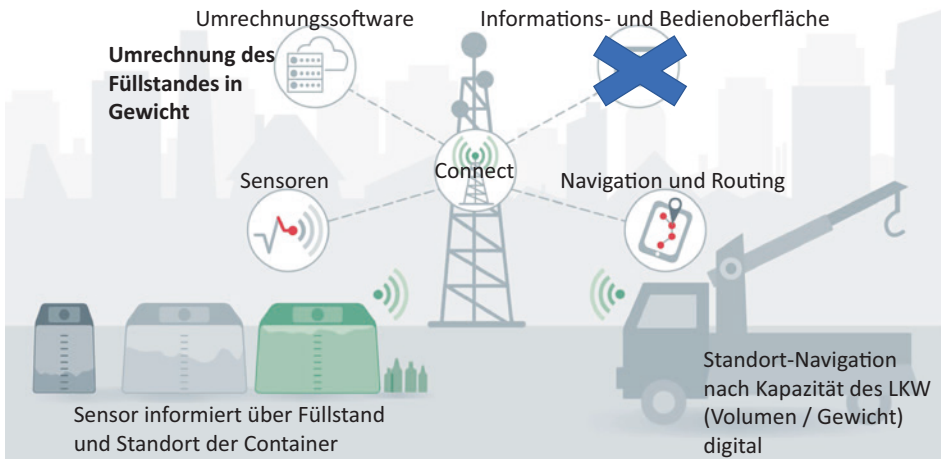 Umrechnungssoftware
Informations- und Bedienoberfläche
Umrechnung des
Füllstandes in
Gewicht
Connect
Sensoren
Navigation und Routing
Sensor informiert über Füllstand
und Standort der Container
Standort-Navigation
nach Kapazität des LKW
(Volumen / Gewicht)
digital